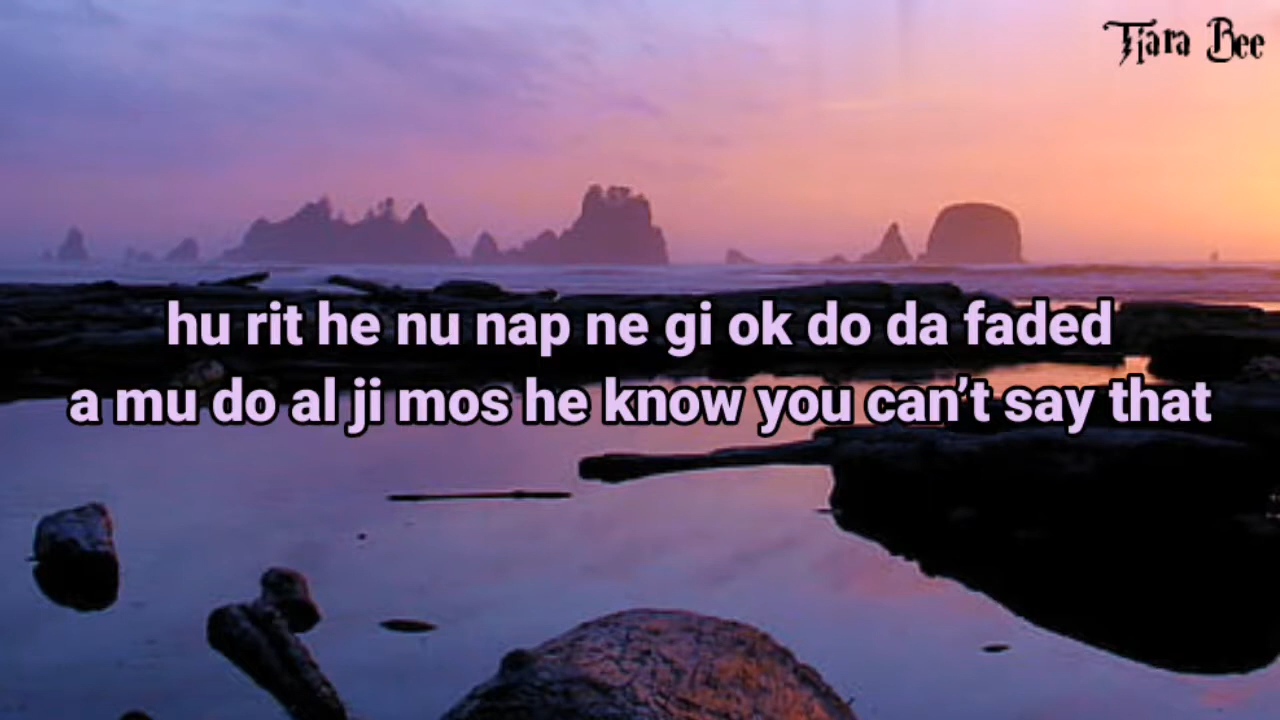 Tjara Bee
hu rit he nu nap ne gi ok do da faded
a mu do al ji mos he know you can’t say that